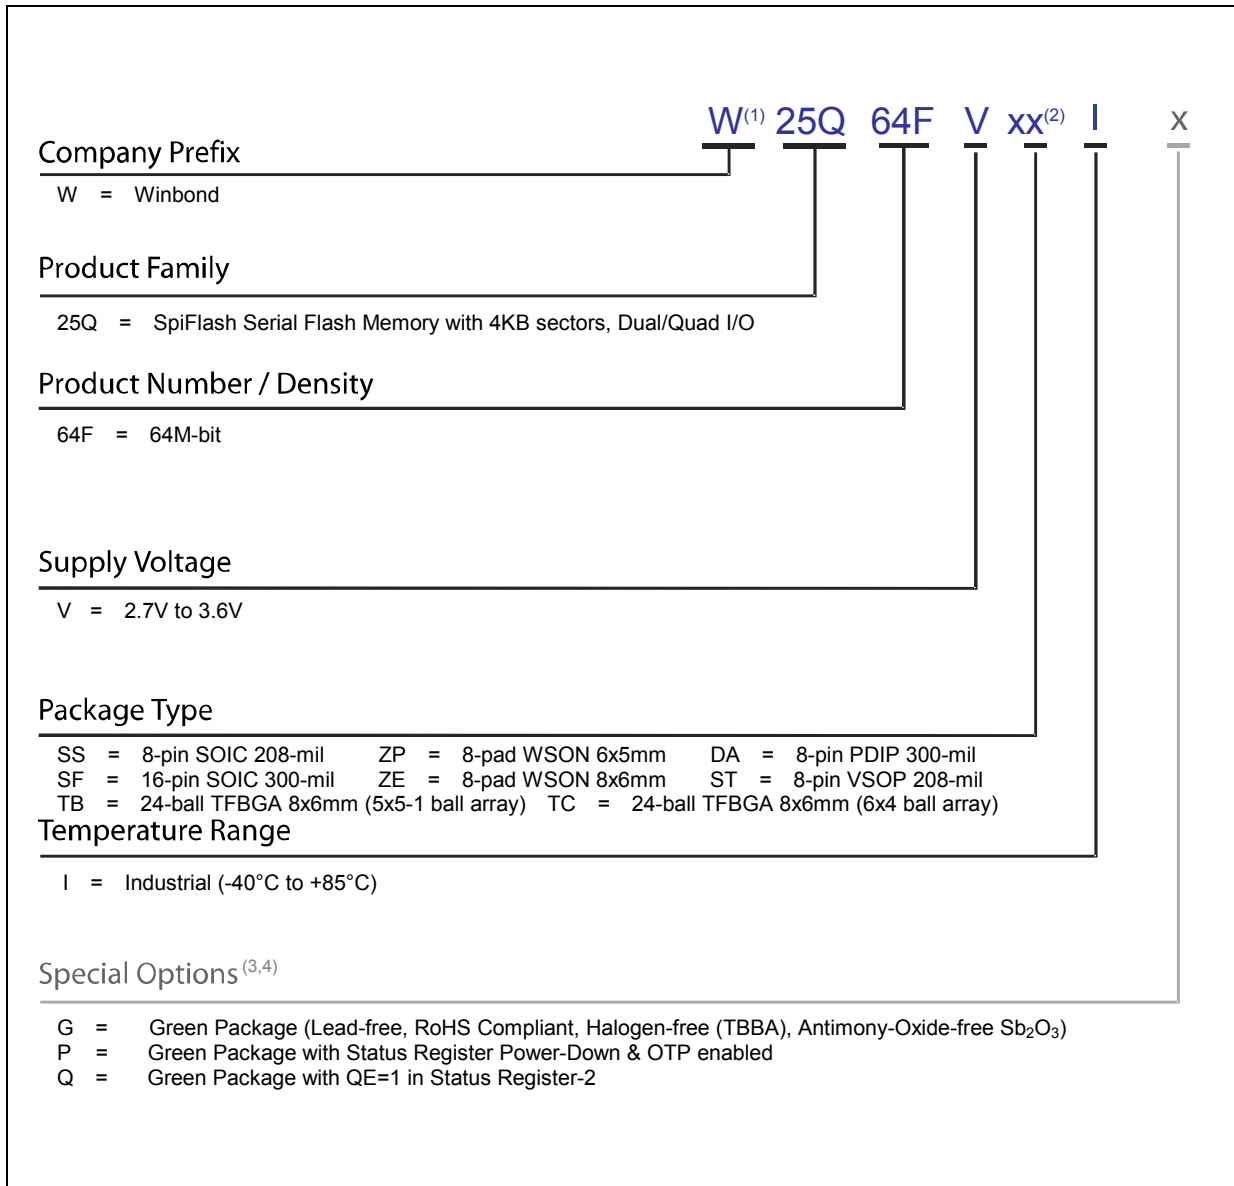 W(1) 25Q 64F V xx(2) I x
Company Prefix
W = Winbond
Product Family
25Q = SpiFlash Serial Flash Memory with 4KB sectors, Dual/Quad I/O
Product Number / Density
64F = 64M-bit
Supply Voltage
V = 2.7V to 3.6V
Package Type
SS = 8-pin SOIC 208-mil ZP = 8-pad WSON 6x5mm DA = 8-pin PDIP 300-mil
SF = 16-pin SOIC 300-mil ZE = 8-pad WSON 8x6mm ST = 8-pin VSOP 208-mil
TB = 24-ball TFBGA 8x6mm (5x5-1 ball array) TC = 24-ball TFBGA 8x6mm (6x4 ball array)
Temperature Range
I = Industrial (-40°C to +85°C)
Special Options (3,4)
G = Green Package (Lead-free, RoHS Compliant, Halogen-free (TBBA), Antimony-Oxide-free Sb₂O₃)
P = Green Package with Status Register Power-Down & OTP enabled
Q = Green Package with QE=1 in Status Register-2